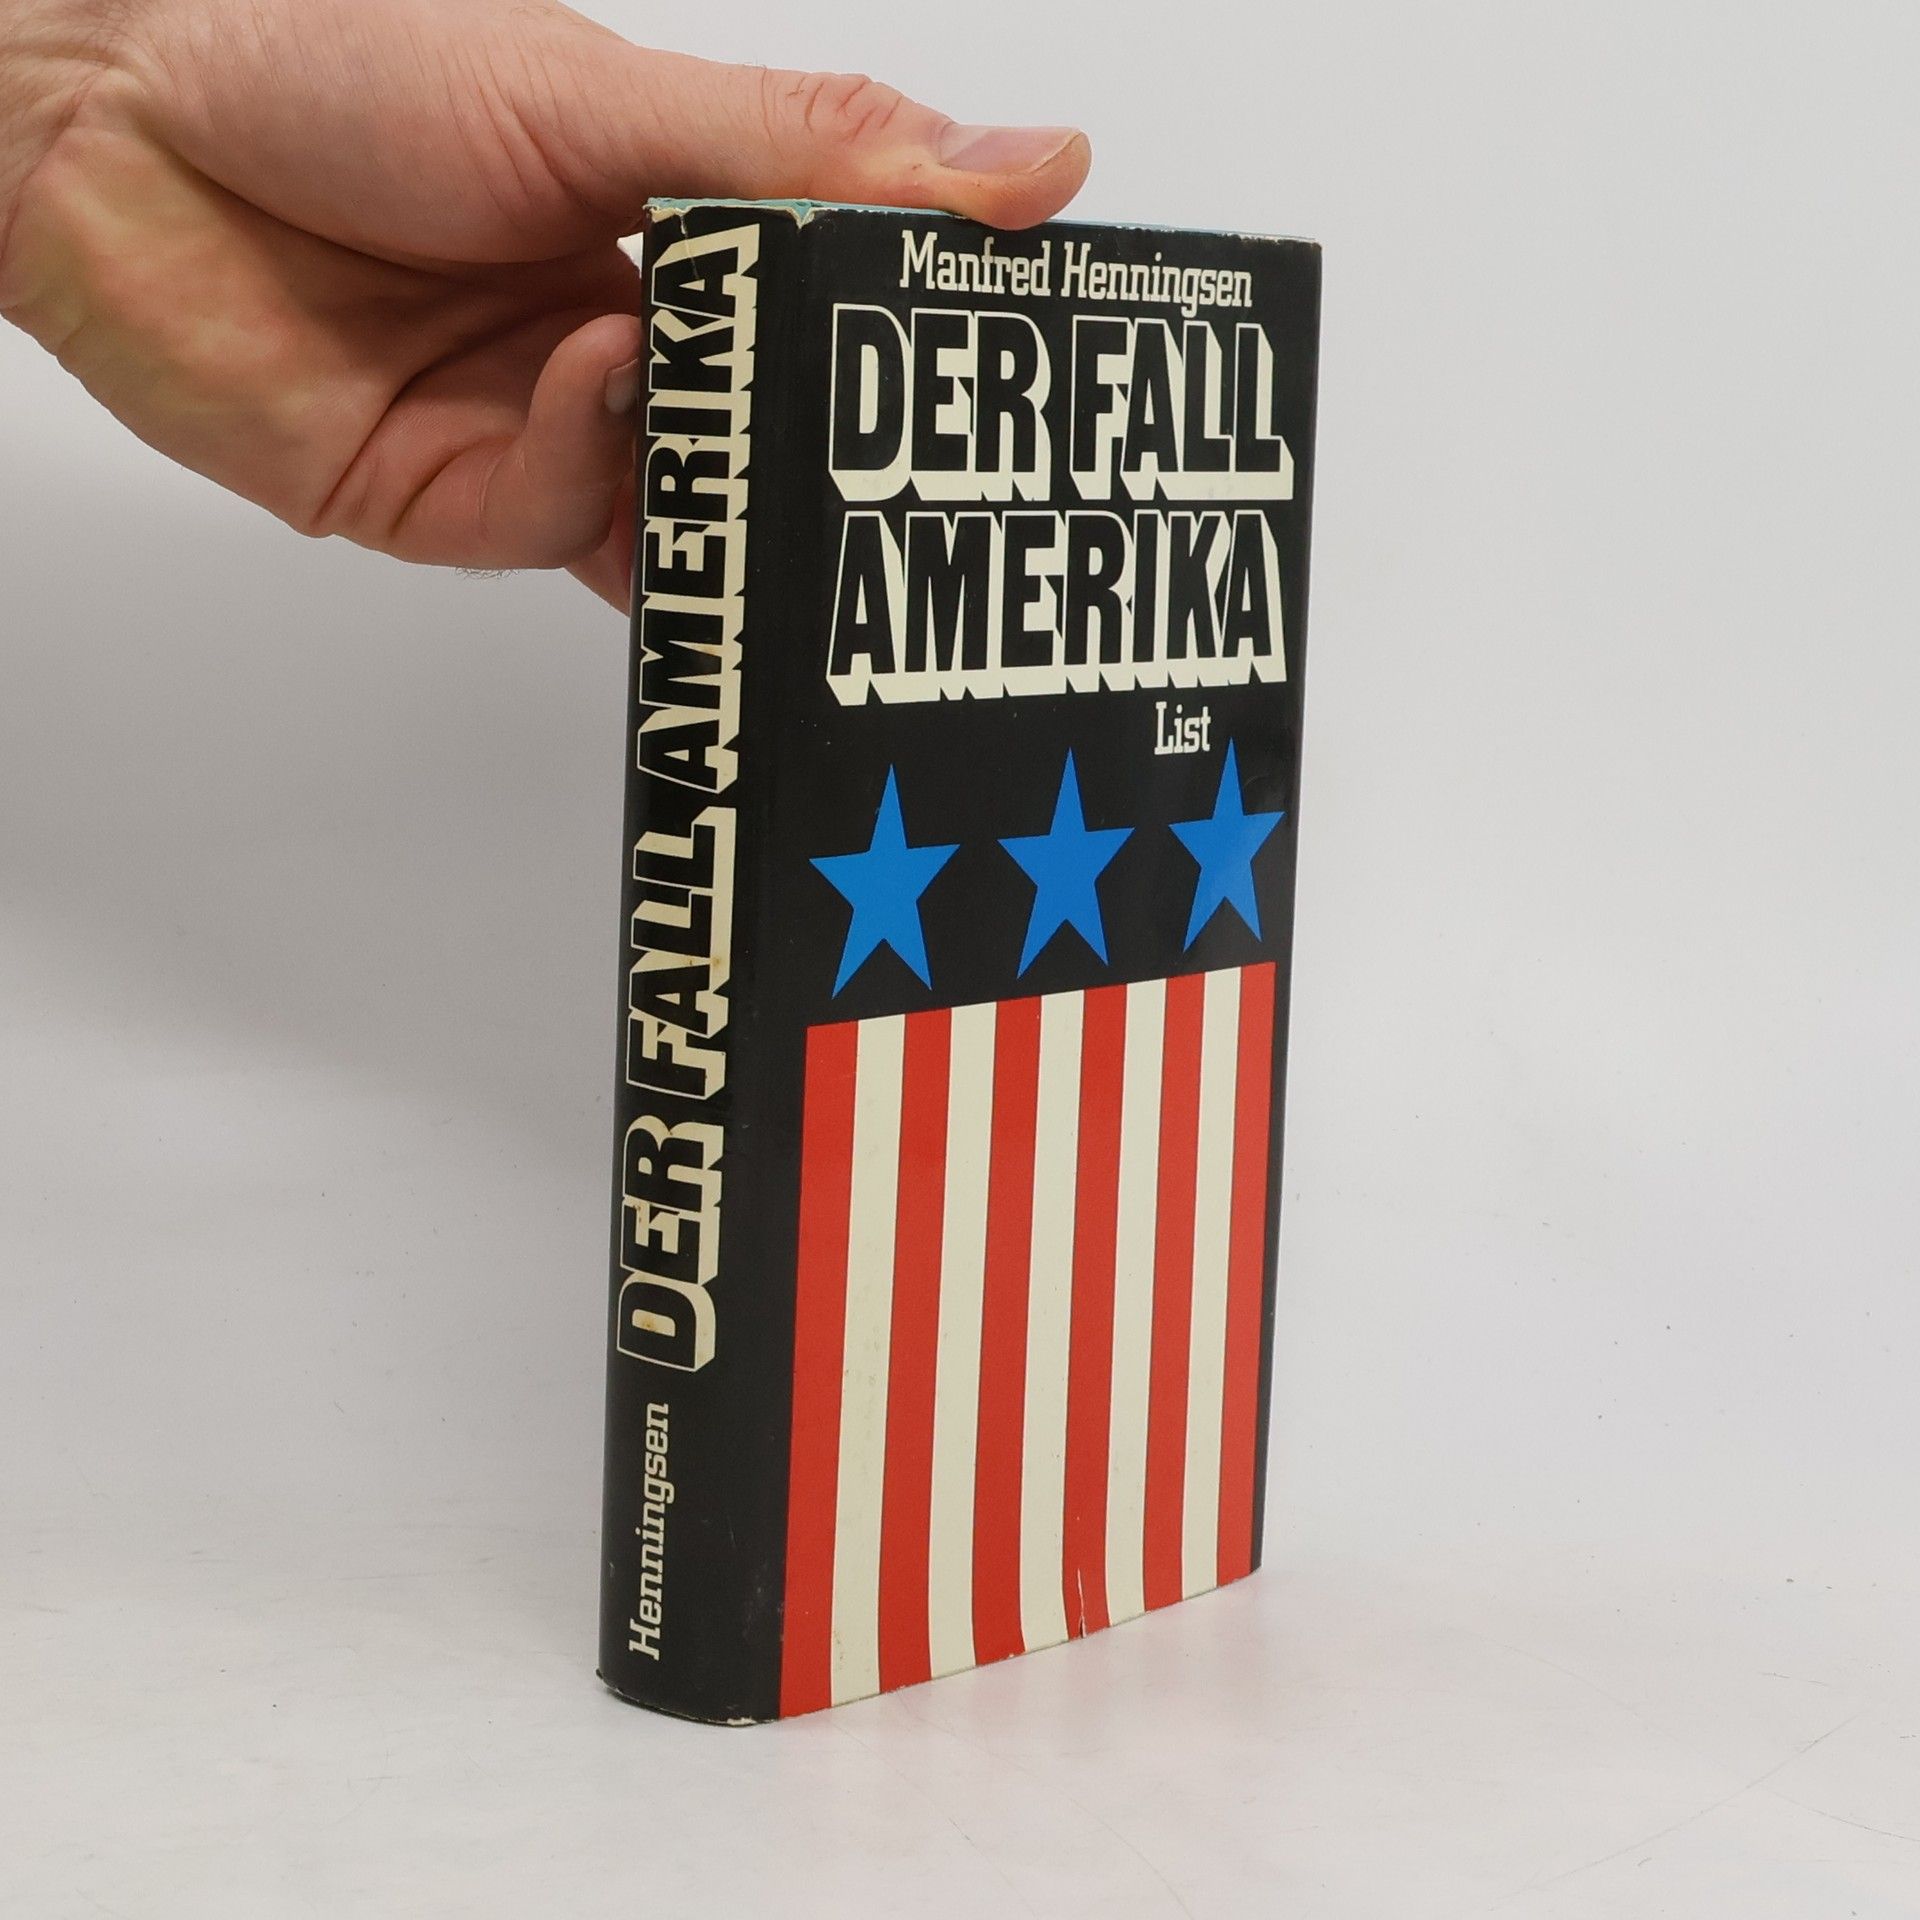 Manfred Henningsen
DER FALL
AMERIKA
List
Henningsen DER FALL AMERIKA